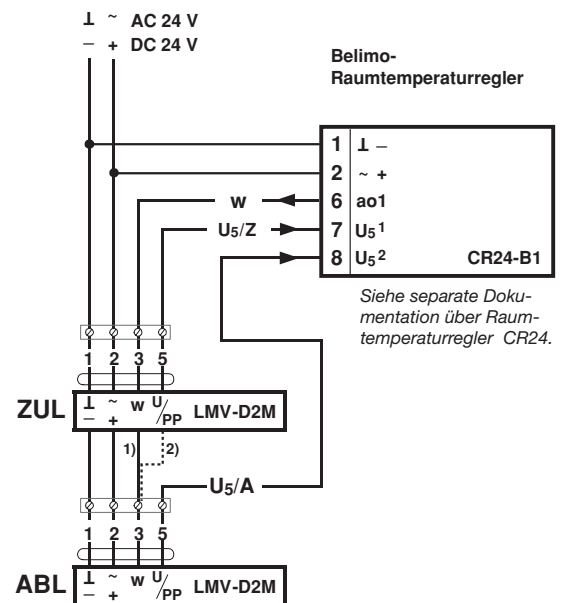 ⊥ ~ AC 24 V
– + DC 24 V
Belimo-
Raumtemperaturregler
1 ⊥ –
2 ~ +
w 6 ao1
U5/Z 7 U5 1
8 U5 2 CR24-B1
Siehe separate Doku-
mentation über Raum-
temperaturregler CR24.
1 2 3 5
ZUL ⊥ ~ w U/PP LMV-D2M
– +
1) 2)
U5/A
1 2 3 5
ABL ⊥ ~ w U/PP LMV-D2M
– +